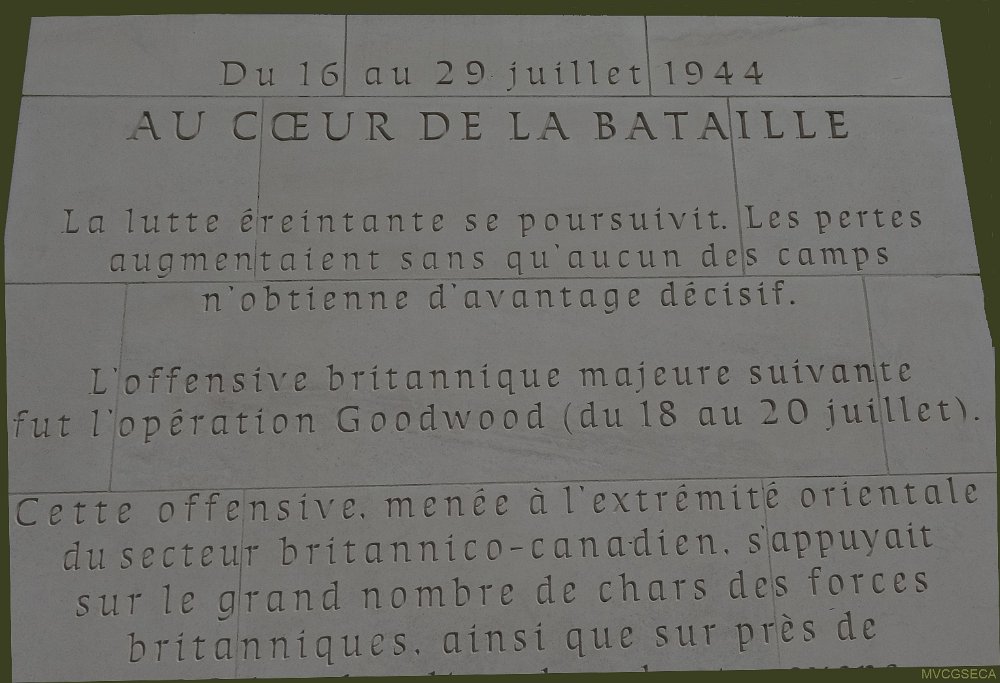 Du 16 au 29 juillet 1944
AU CŒUR DE LA BATAILLE
La lutte éreintante se poursuivit. Les pertes
augmentaient sans qu'aucun des camps
n'obtienne d'avantage décisif.
L'offensive britannique majeure suivante
fut l'opération Goodwood (du 18 au 20 juillet).
Cette offensive, menée à l'extrémité orientale
du secteur britannico-canadien, s'appuyait
sur le grand nombre de chars des forces
britanniques, ainsi que sur près de
MVCGSECA